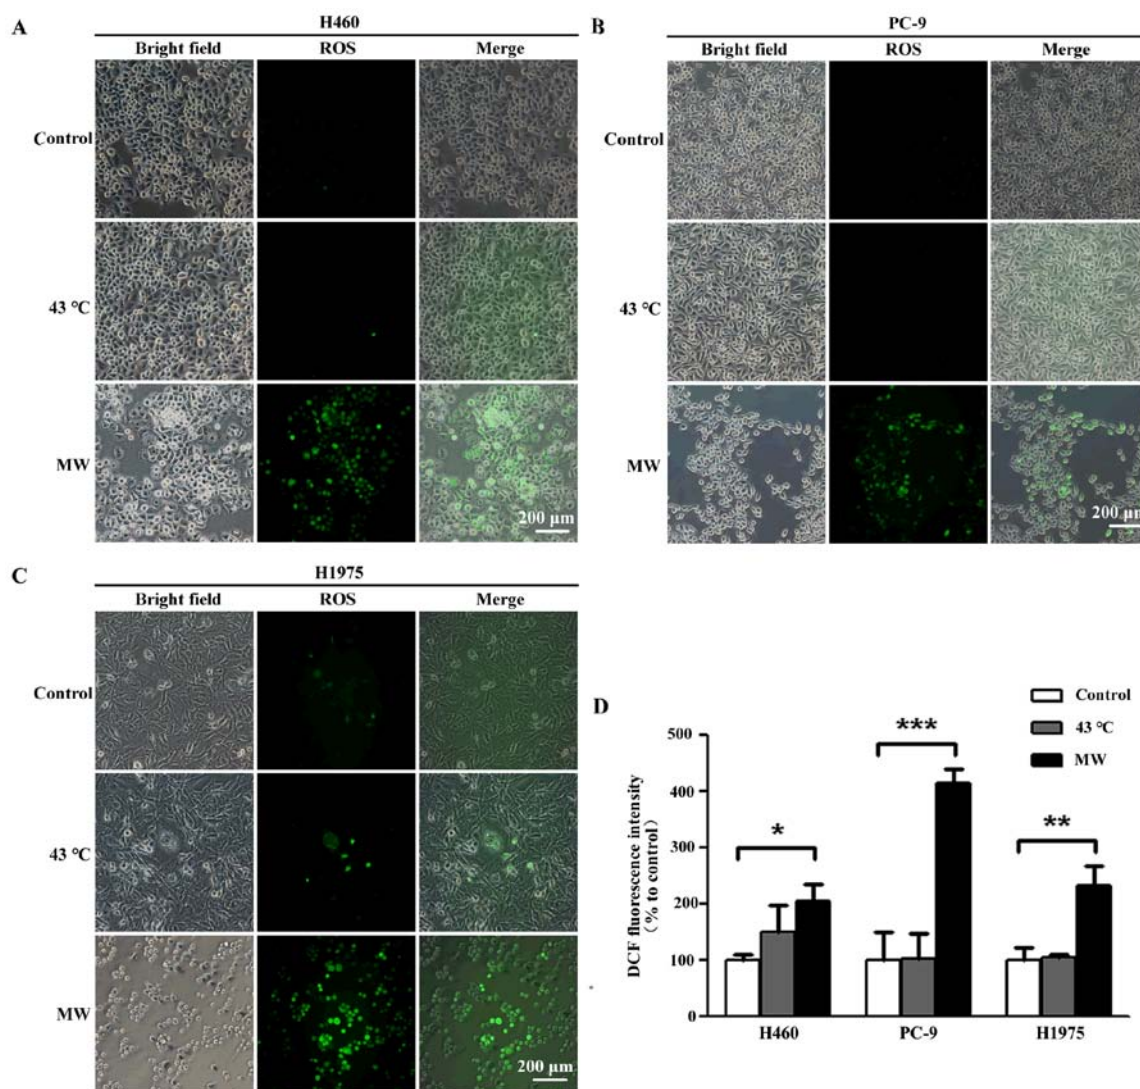 A
H460
Bright field ROS Merge
Control
43 ℃
MW
200 μm
B
PC-9
Bright field ROS Merge
Control
43 ℃
MW
200 μm
C
H1975
Bright field ROS Merge
Control
43 ℃
MW
200 μm
D
Control
43 ℃
MW
DCF fluorescence intensity
(% to control)
500
400
300
200
100
0
*
***
**
H460 PC-9 H1975